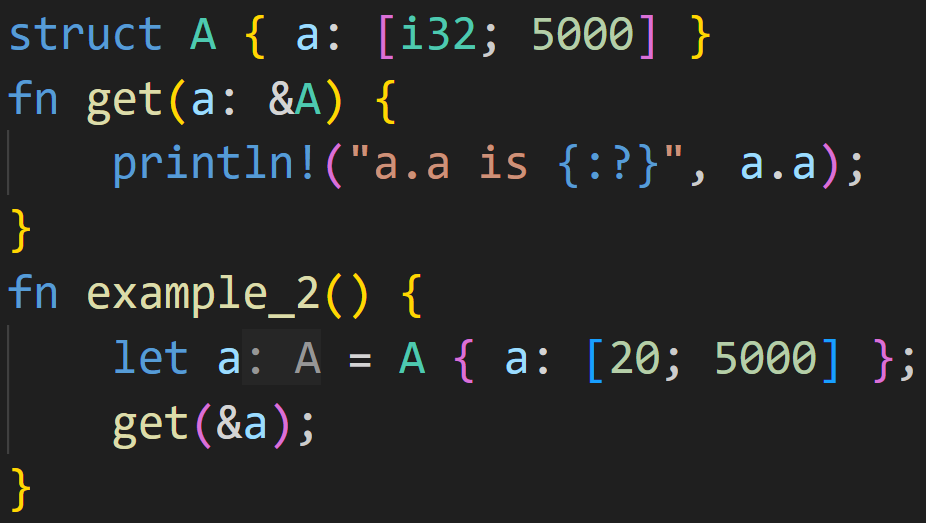 struct A { a: [i32; 5000] }
fn get(a: &A) {
    println!("a.a is {:?}", a.a);
}
fn example_2() {
    let a: A = A { a: [20; 5000] };
    get(&a);
}